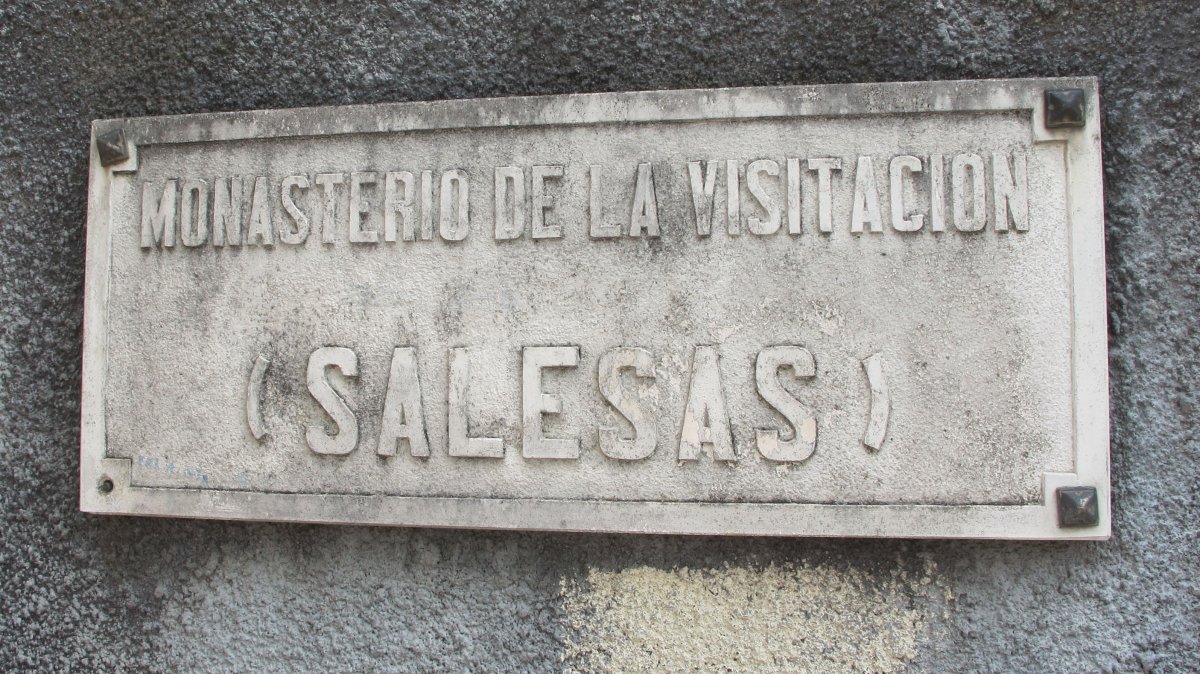 MONASTERIO DE LA VISITACION
(SALESAS)